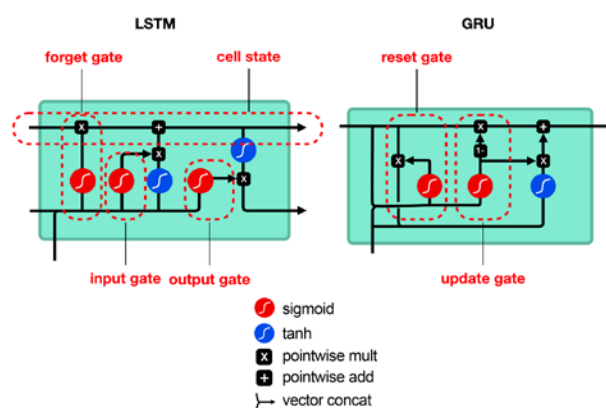 LSTM
GRU
forget gate
cell state
reset gate
x
+
x
x
x
1-
x
+
x
input gate
output gate
update gate
sigmoid
tanh
x pointwise mult
+ pointwise add
vector concat